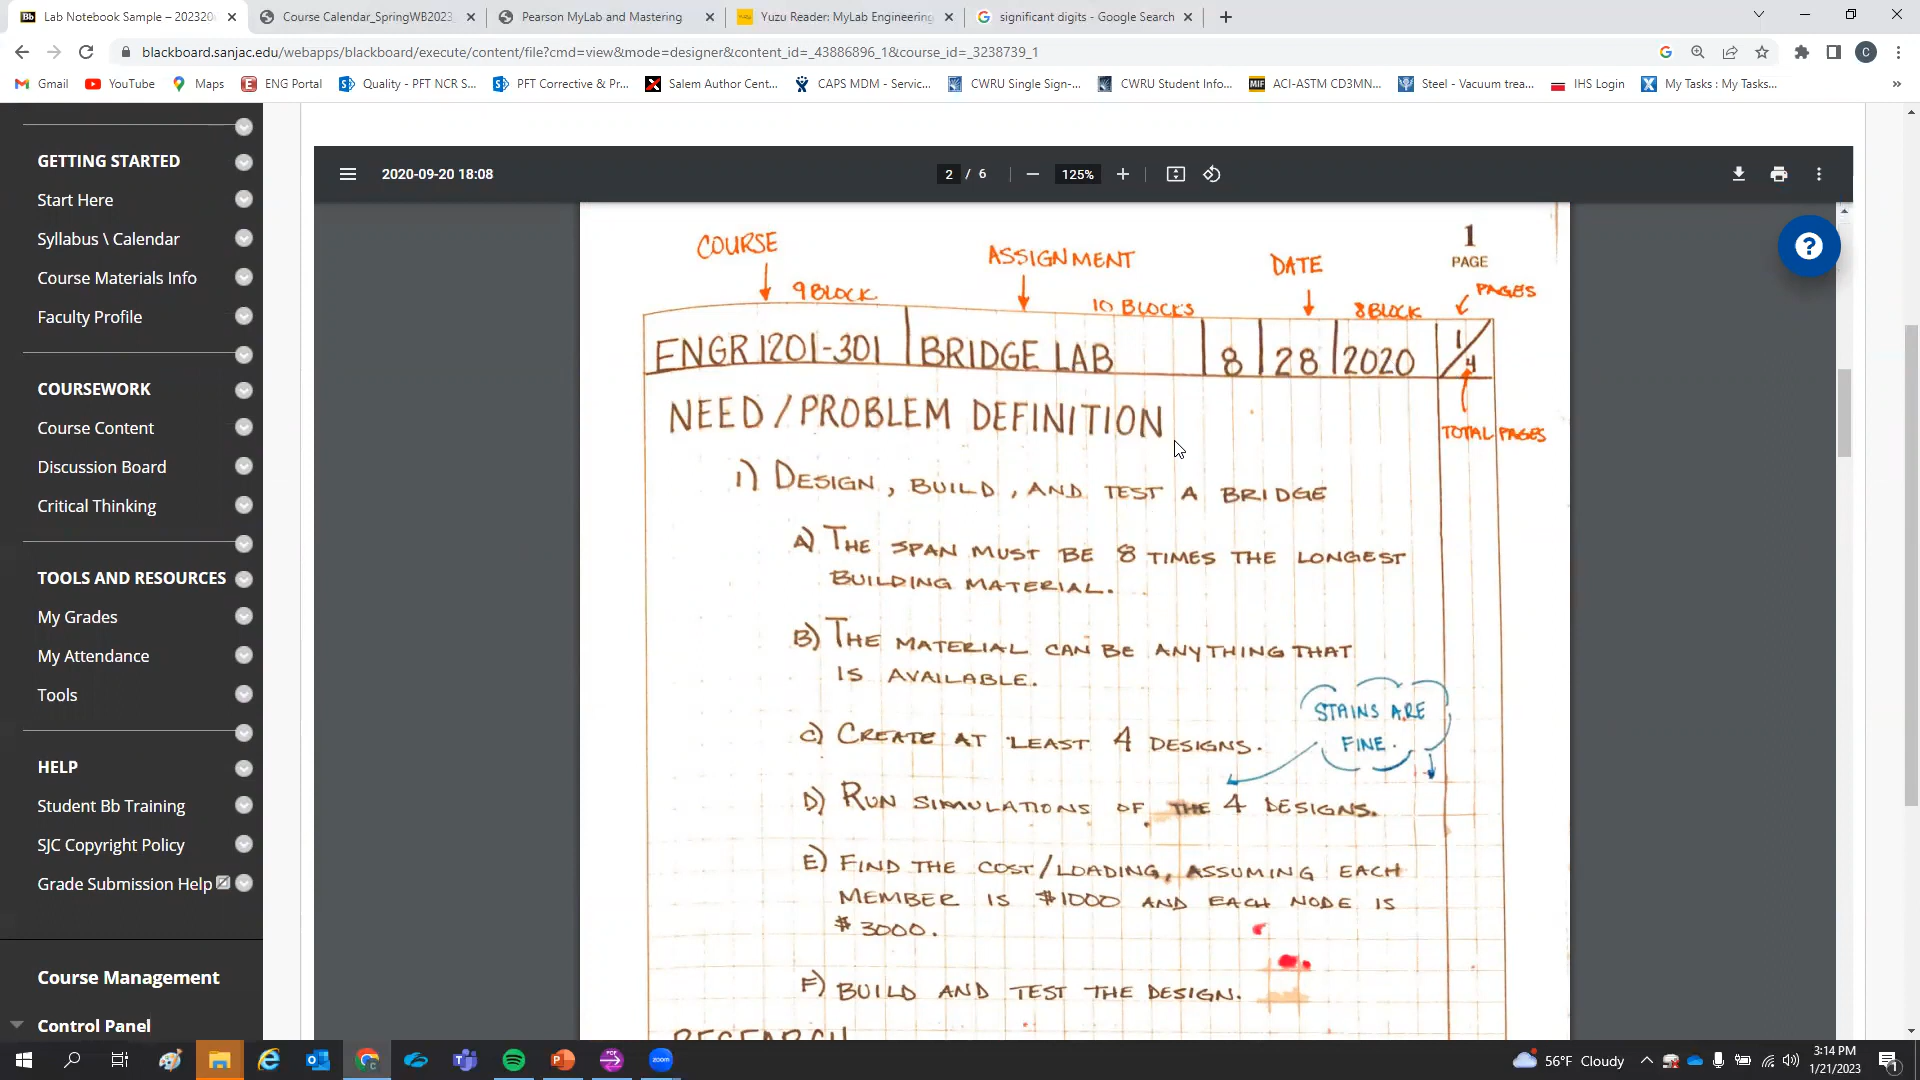 Lab Notebook Sample – 202320
Course Calendar_SpringWB2023
Pearson MyLab and Mastering
Yuzu Reader: MyLab Engineering
significant digits - Google Search
blackboard.sanjac.edu/webapps/blackboard/execute/content/file?cmd=view&mode=designer&content_id=_43886896_1&course_id=_3238739_1
Gmail YouTube Maps ENG Portal Quality - PFT NCR S... PFT Corrective & Pr... Salem Author Cent... CAPS MDM - Servic... CWRU Single Sign-... CWRU Student Info... ACI-ASTM CD3MN... Steel - Vacuum trea... IHS Login My Tasks : My Tasks... »
GETTING STARTED
Start Here
Syllabus \ Calendar
Course Materials Info
Faculty Profile
COURSEWORK
Course Content
Discussion Board
Critical Thinking
TOOLS AND RESOURCES
My Grades
My Attendance
Tools
HELP
Student Bb Training
SJC Copyright Policy
Grade Submission Help
Course Management
Control Panel
2020-09-20 18:08
2 / 6
125%
1
PAGE
COURSE ASSIGNMENT DATE PAGES
9 BLOCK 10 BLOCKS 8 BLOCK
ENGR 1201-301 BRIDGE LAB 8 28 2020 1/4
TOTAL PAGES
NEED/PROBLEM DEFINITION
1) DESIGN, BUILD, AND TEST A BRIDGE
A) THE SPAN MUST BE 8 TIMES THE LONGEST
BUILDING MATERIAL.
B) THE MATERIAL CAN BE ANYTHING THAT
IS AVAILABLE.
STAINS ARE
FINE.
C) CREATE AT LEAST 4 DESIGNS.
D) RUN SIMULATIONS OF THE 4 DESIGNS.
E) FIND THE COST/LOADING, ASSUMING EACH
MEMBER IS $1000 AND EACH NODE IS
$3000.
F) BUILD AND TEST THE DESIGN.
RESEARCH
56°F Cloudy
3:14 PM
1/21/2023